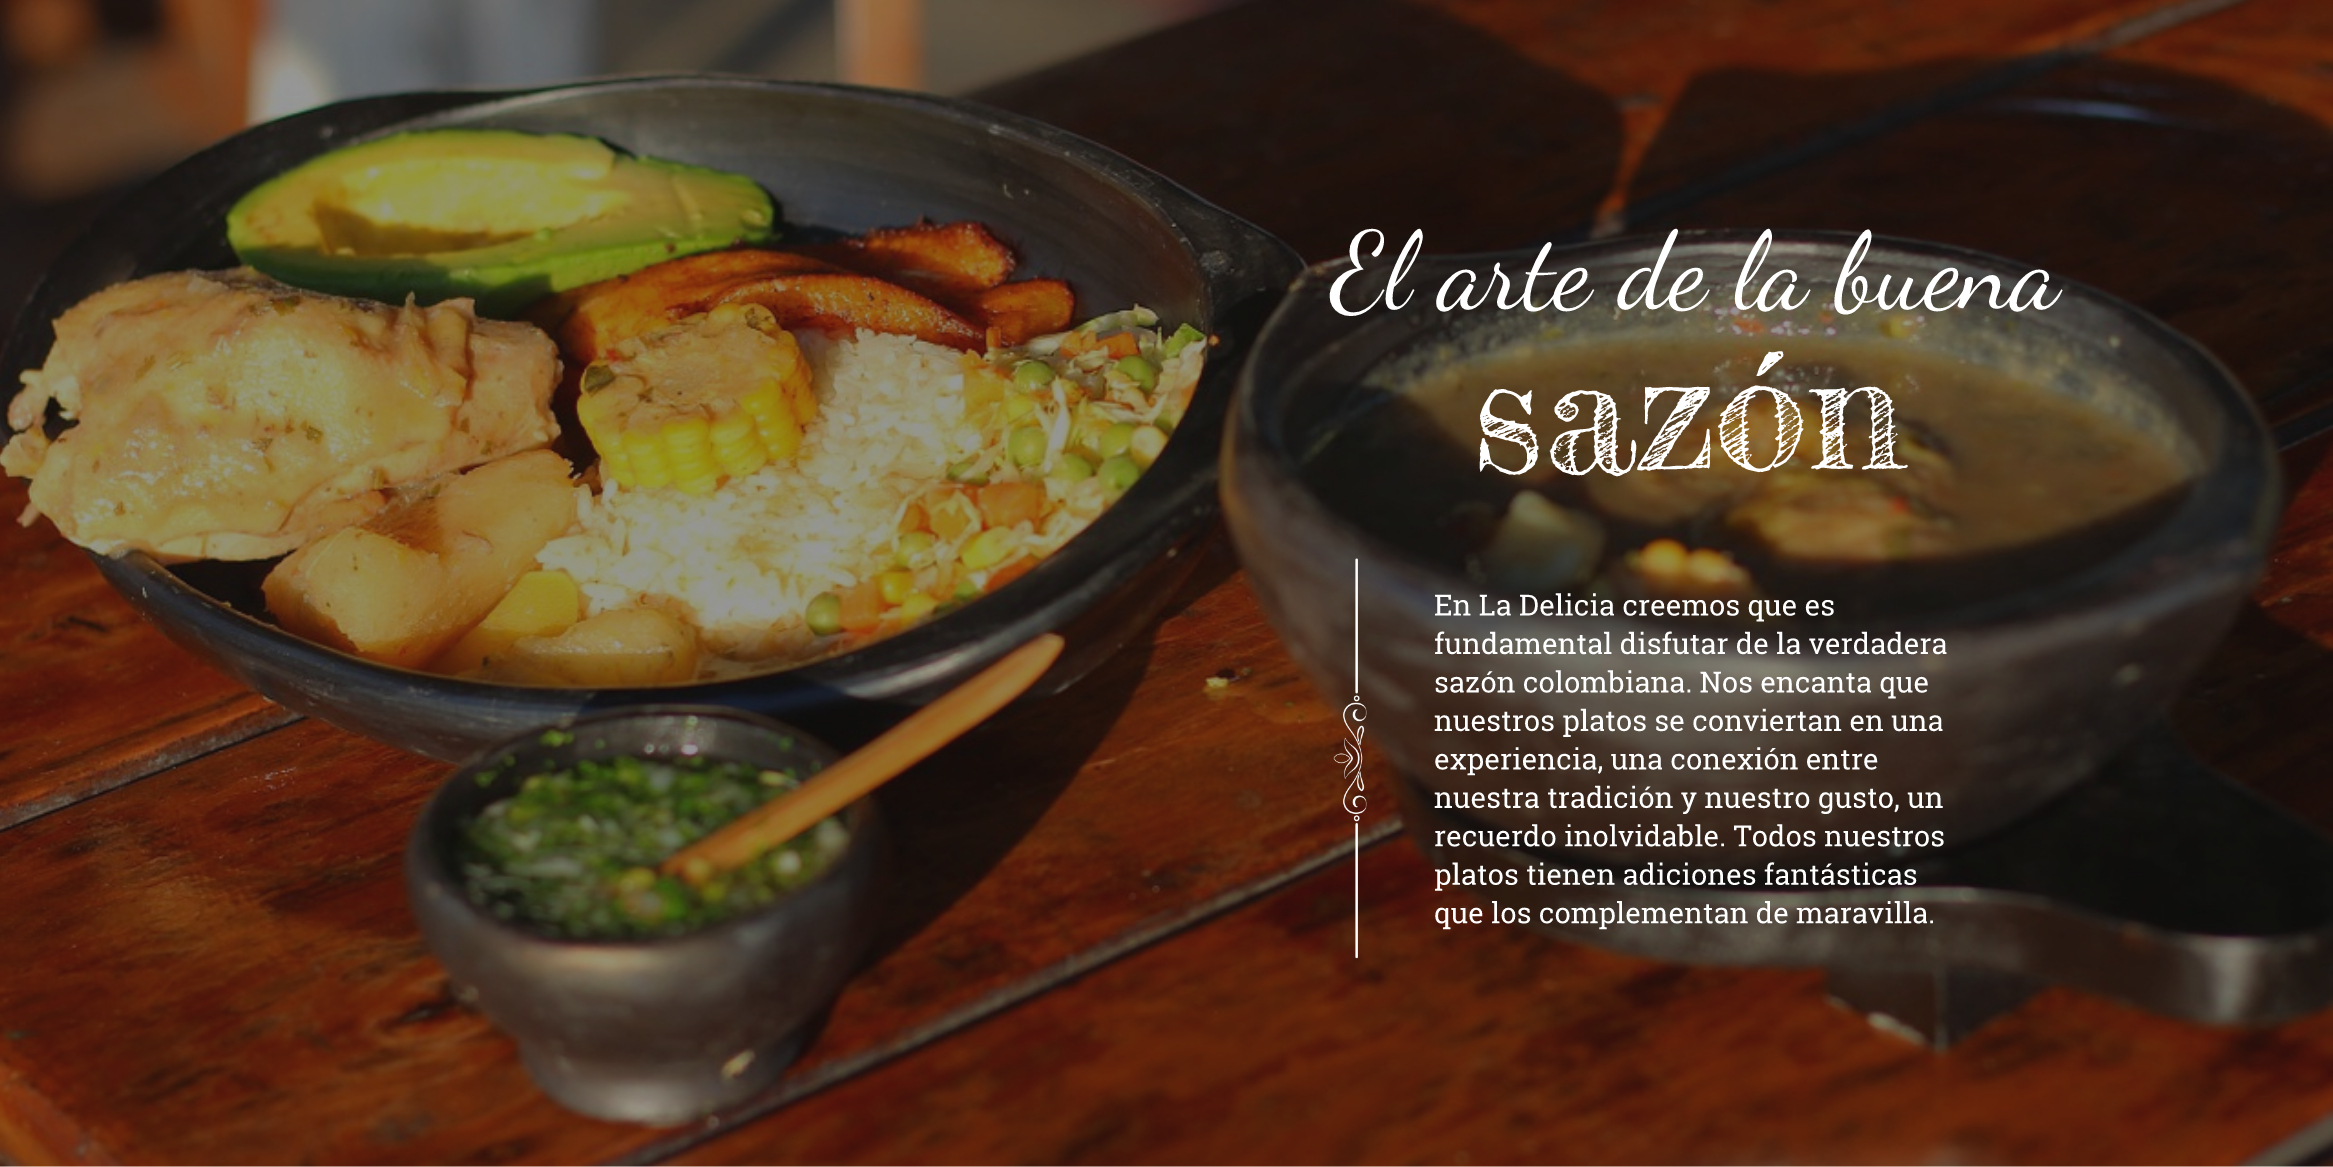 El arte de la buena
sazón
En La Delicia creemos que es
fundamental disfutar de la verdadera
sazón colombiana. Nos encanta que
nuestros platos se conviertan en una
experiencia, una conexión entre
nuestra tradición y nuestro gusto, un
recuerdo inolvidable. Todos nuestros
platos tienen adiciones fantásticas
que los complementan de maravilla.